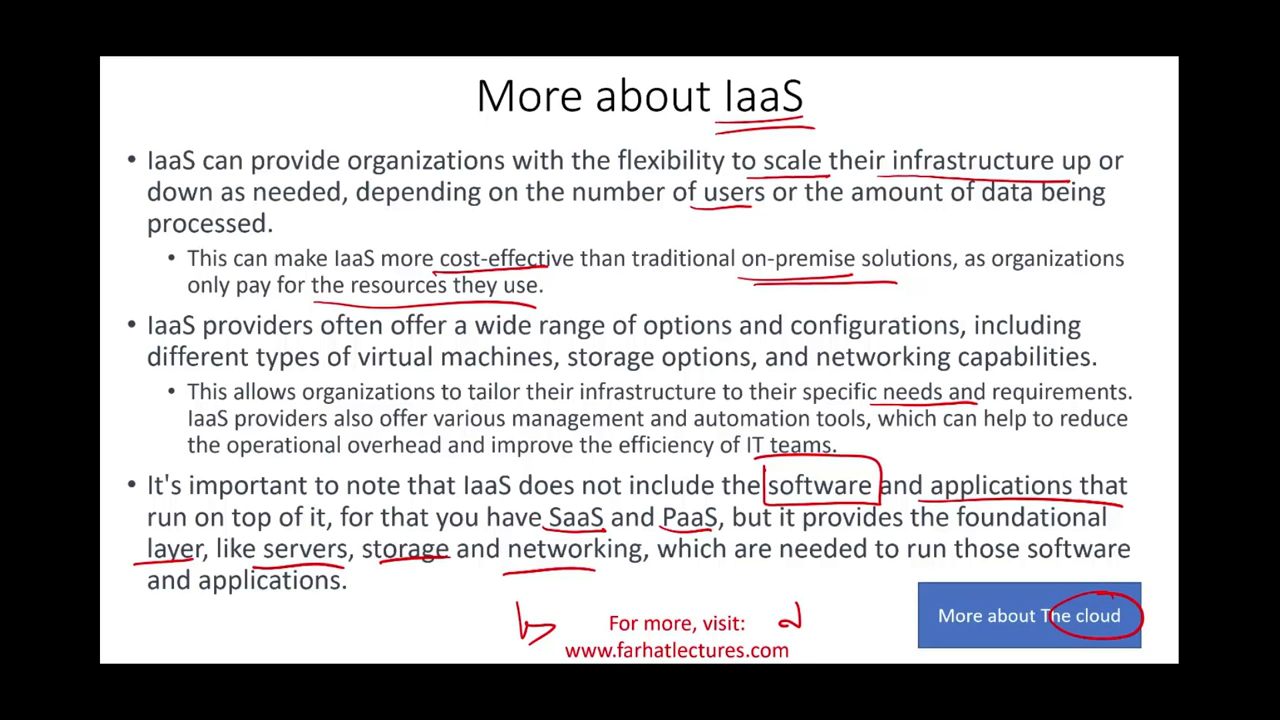 More about IaaS
• IaaS can provide organizations with the flexibility to scale their infrastructure up or
down as needed, depending on the number of users or the amount of data being
processed.
• This can make IaaS more cost-effective than traditional on-premise solutions, as organizations
only pay for the resources they use.
• IaaS providers often offer a wide range of options and configurations, including
different types of virtual machines, storage options, and networking capabilities.
• This allows organizations to tailor their infrastructure to their specific needs and requirements.
IaaS providers also offer various management and automation tools, which can help to reduce
the operational overhead and improve the efficiency of IT teams.
• It's important to note that IaaS does not include the software and applications that
run on top of it, for that you have SaaS and PaaS, but it provides the foundational
layer, like servers, storage and networking, which are needed to run those software
and applications.
For more, visit:
www.farhatlectures.com
More about The cloud